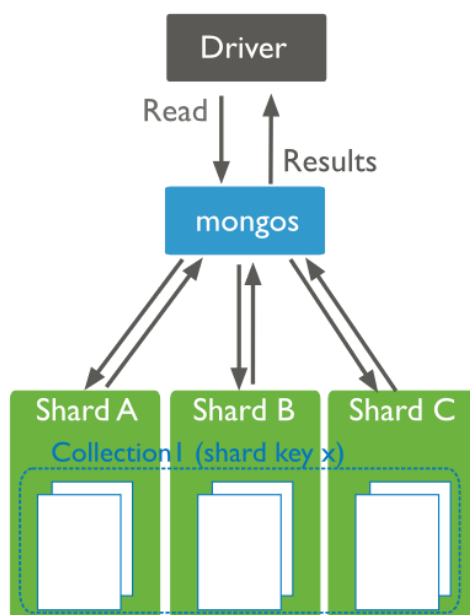 Driver
Read
Results
mongos
Shard A Shard B Shard C
Collection1 (shard key x)